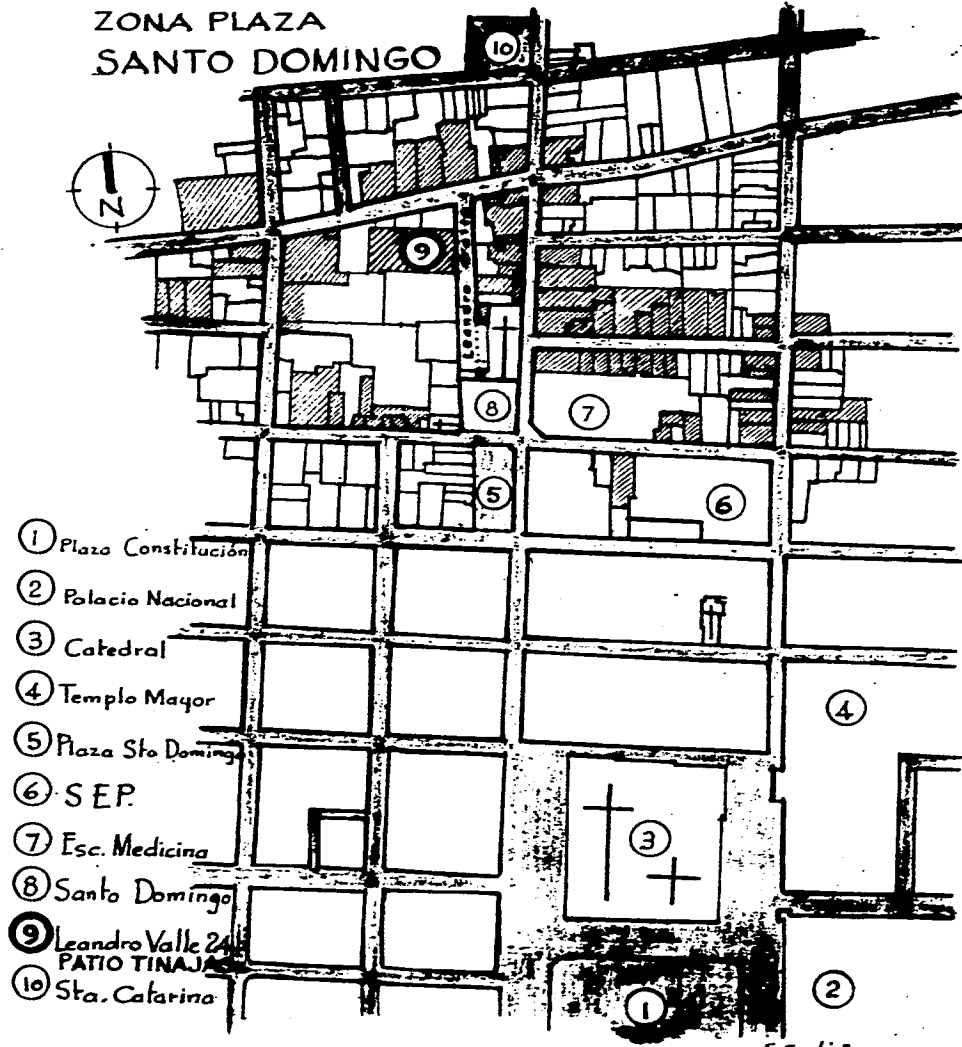 ZONA PLAZA
SANTO DOMINGO
10
N
9
Leandro Valle
8
7
5
6
4
3
1
2
1 Plaza Constitución
2 Palacio Nacional
3 Catedral
4 Templo Mayor
5 Plaza Sto Domingo
6 SEP.
7 Esc. Medicina
8 Santo Domingo
9 Leandro Valle 24
PATIO TINAJAS
10 Sta. Catarina